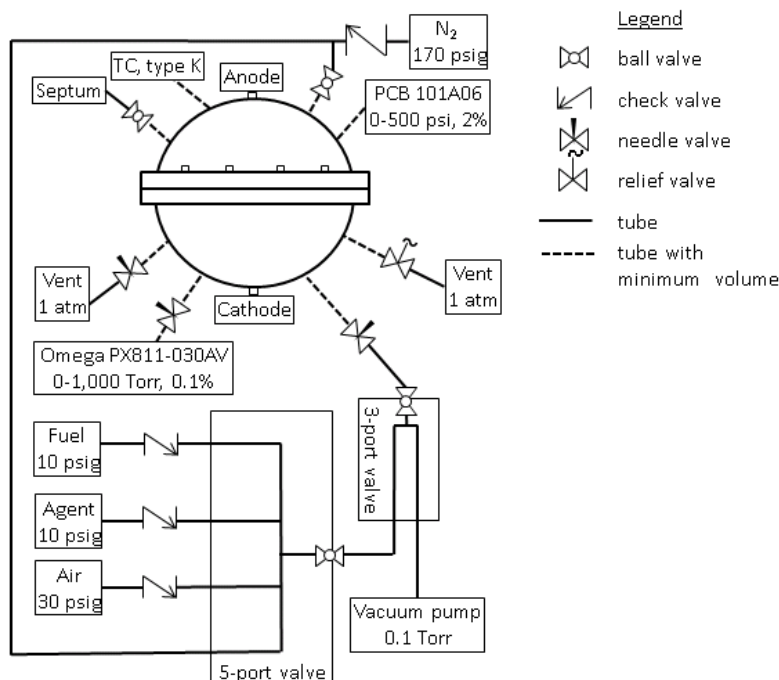 N₂
170 psig
TC, type K
Anode
Septum
PCB 101A06
0-500 psi, 2%
Vent
1 atm
Vent
1 atm
Cathode
Omega PX811-030AV
0-1,000 Torr, 0.1%
3-port valve
Fuel
10 psig
Agent
10 psig
Air
30 psig
Vacuum pump
0.1 Torr
5-port valve
Legend
ball valve
check valve
needle valve
relief valve
tube
tube with
minimum volume